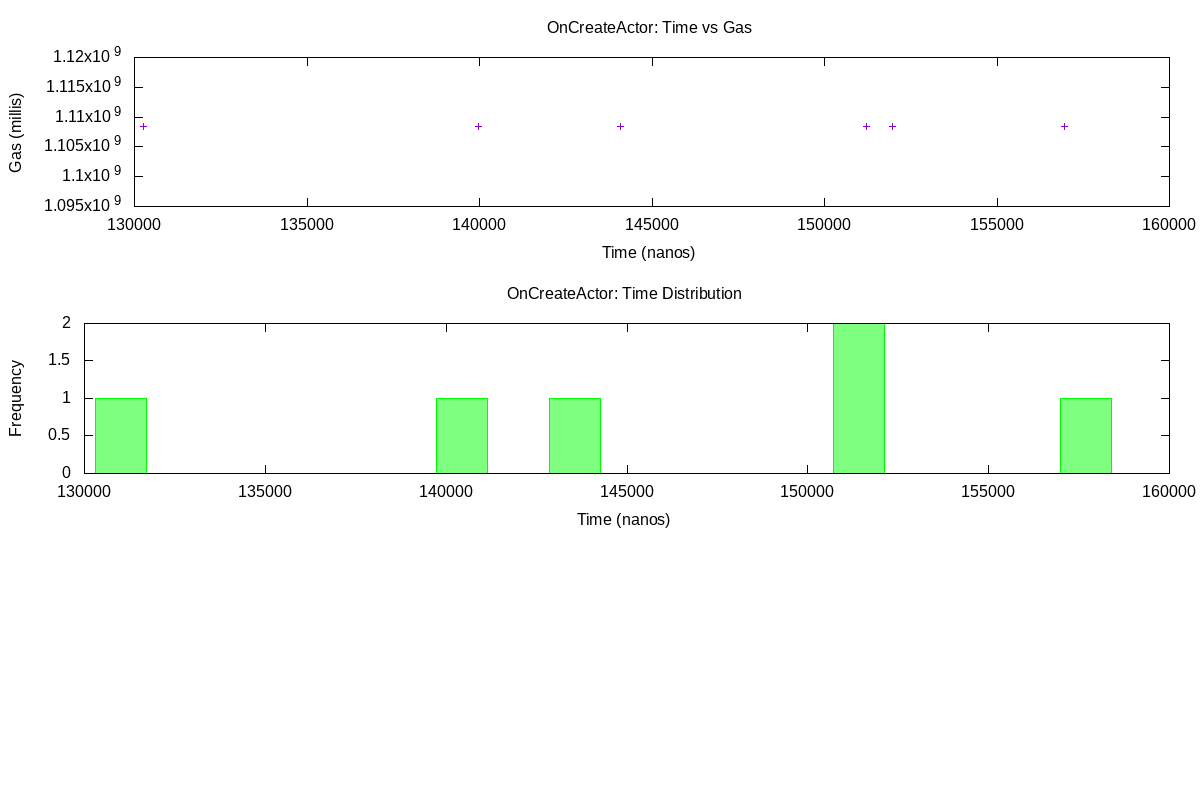 OnCreateActor: Time vs Gas
1.12x10 9
1.115x10 9
1.11x10 9
1.105x10 9
1.1x10 9
1.095x10 9
Gas (millis)
130000 135000 140000 145000 150000 155000 160000
Time (nanos)
OnCreateActor: Time Distribution
2
1.5
1
0.5
0
Frequency
130000 135000 140000 145000 150000 155000 160000
Time (nanos)